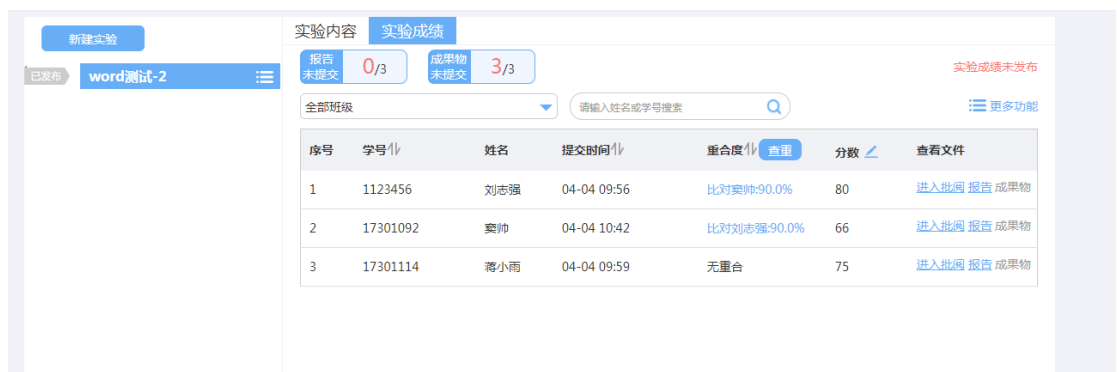 新建实验
已发布 word测试-2
实验内容 实验成绩
报告未提交 0/3 成果物未提交 3/3
实验成绩未发布
全部班级 请输入姓名或学号搜索 更多功能
序号 学号 姓名 提交时间 重合度 查重 分数 查看文件
1 1123456 刘志强 04-04 09:56 比对窦帅:90.0% 80 进入批阅 报告 成果物
2 17301092 窦帅 04-04 10:42 比对刘志强:90.0% 66 进入批阅 报告 成果物
3 17301114 蒋小雨 04-04 09:59 无重合 75 进入批阅 报告 成果物